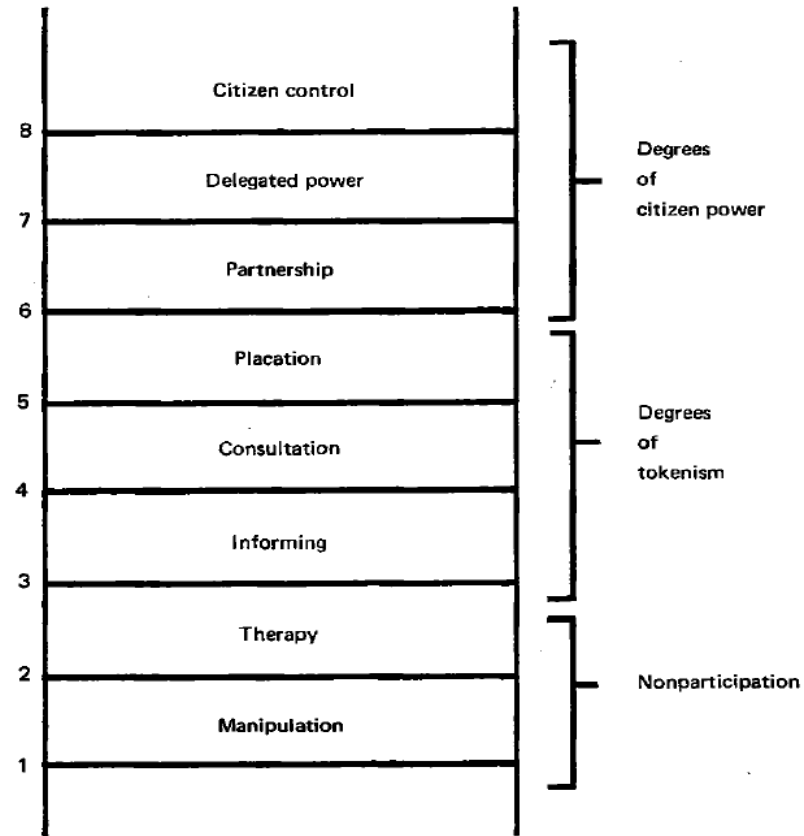 Citizen control
8
Delegated power
7
Partnership
6
Placation
5
Consultation
4
Informing
3
Therapy
2
Manipulation
1
Degrees
of
citizen power
Degrees
of
tokenism
Nonparticipation